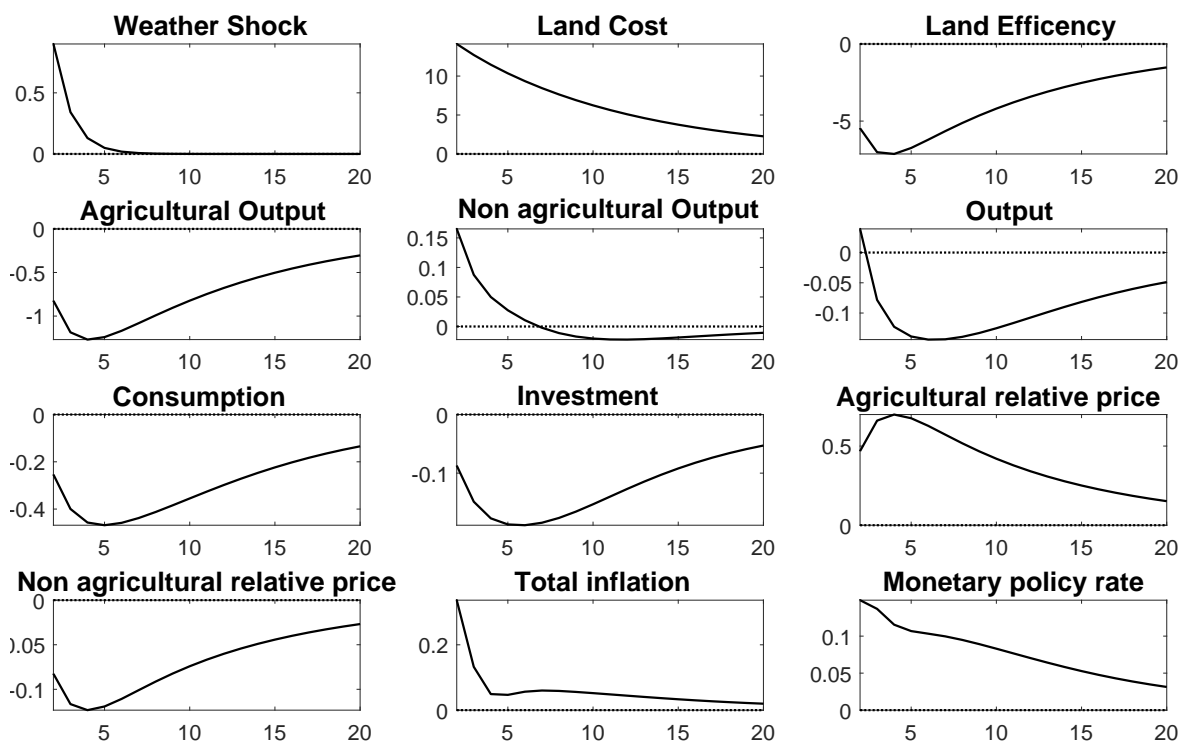 Weather Shock Land Cost Land Efficency
0.5 10 0
0 5 -5
0
5 10 15 20 5 10 15 20 5 10 15 20
Agricultural Output Non agricultural Output Output
0 0.15 0
-0.5 0.1 -0.05
-1 0.05 -0.1
0
5 10 15 20 5 10 15 20 5 10 15 20
Consumption Investment Agricultural relative price
0 0 0.5
-0.2 -0.1 0
-0.4
5 10 15 20 5 10 15 20 5 10 15 20
Non agricultural relative price Total inflation Monetary policy rate
0 0.2 0.1
0.05 0 0.05
-0.1 0
5 10 15 20 5 10 15 20 5 10 15 20